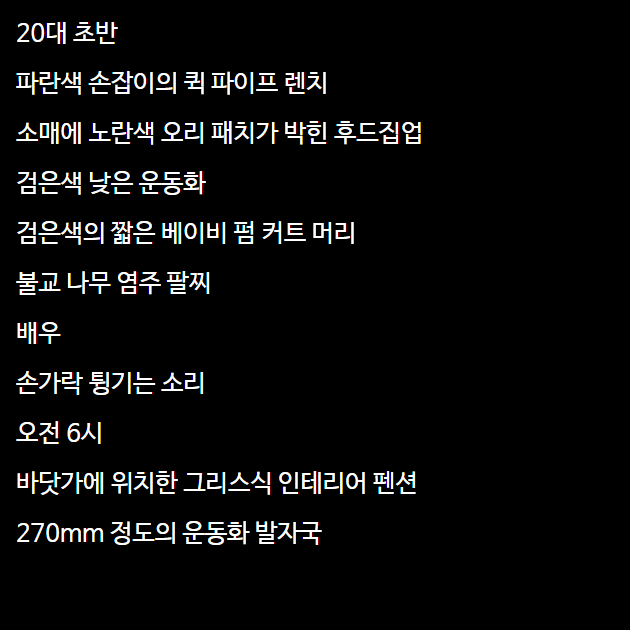 20대 초반
파란색 손잡이의 퀵 파이프 렌치
소매에 노란색 오리 패치가 박힌 후드집업
검은색 낮은 운동화
검은색의 짧은 베이비 펌 커트 머리
불교 나무 염주 팔찌
배우
손가락 튕기는 소리
오전 6시
바닷가에 위치한 그리스식 인테리어 펜션
270mm 정도의 운동화 발자국